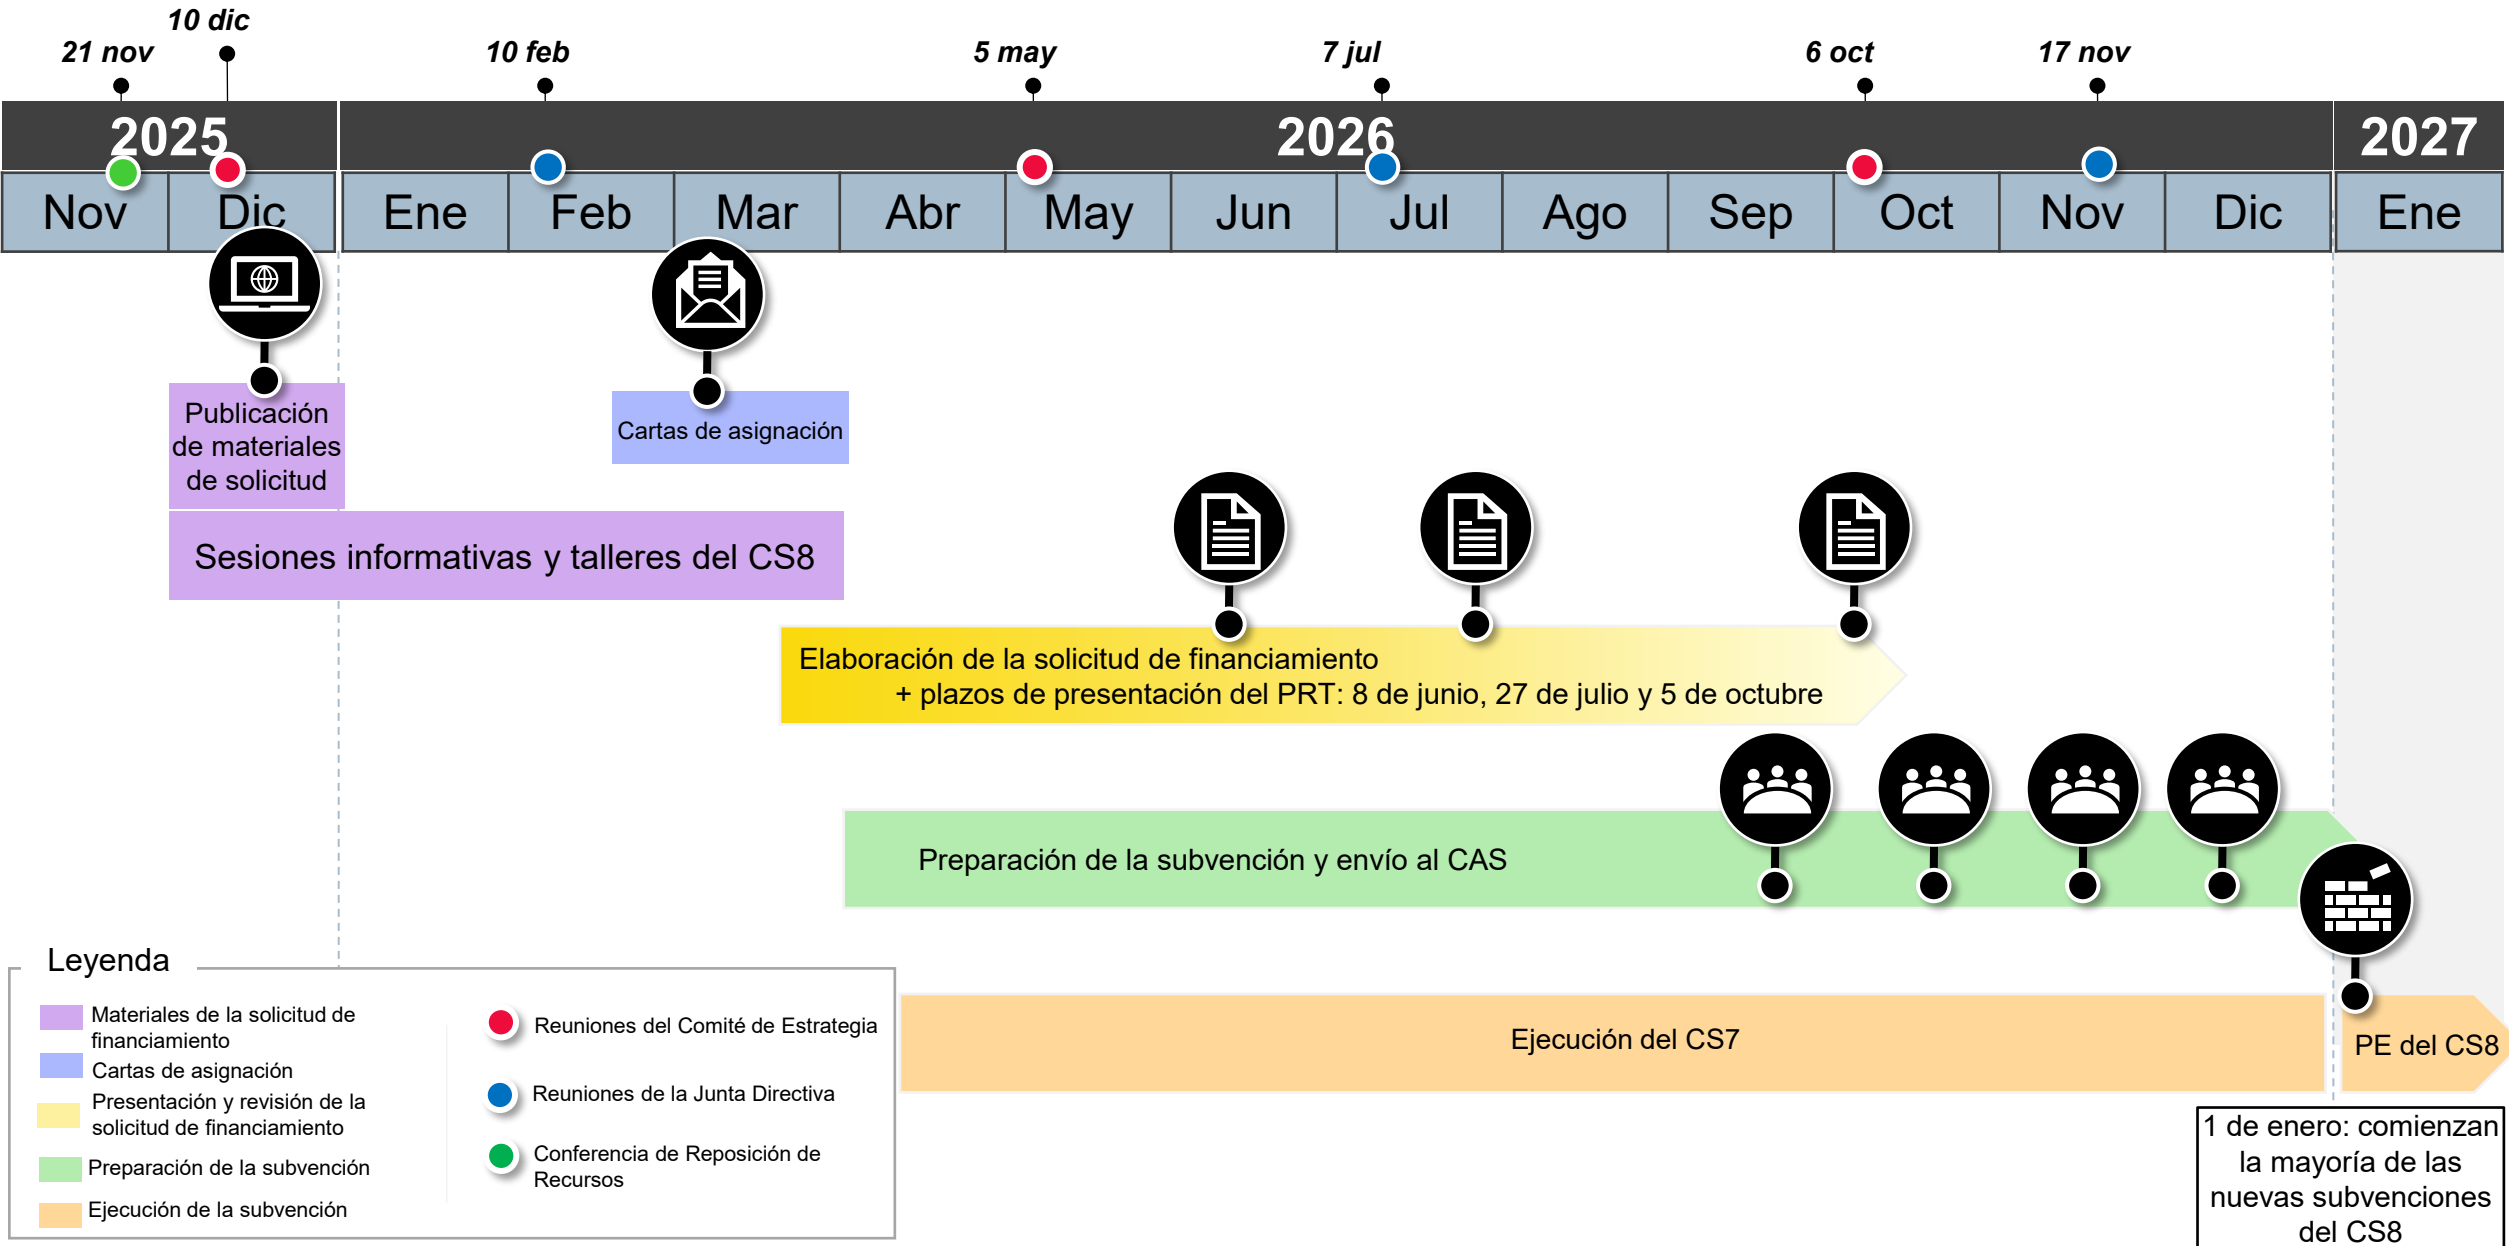 10 dic
21 nov
10 feb
5 may
7 jul
6 oct
17 nov
2025
2026
2027
Nov
Dic
Ene
Feb
Mar
Abr
May
Jun
Jul
Ago
Sep
Oct
Nov
Dic
Ene
Publicación
de materiales
de solicitud
Cartas de asignación
Sesiones informativas y talleres del CS8
Elaboración de la solicitud de financiamiento
+ plazos de presentación del PRT: 8 de junio, 27 de julio y 5 de octubre
Preparación de la subvención y envío al CAS
Ejecución del CS7
PE del CS8
1 de enero: comienzan
la mayoría de las
nuevas subvenciones
del CS8
Leyenda
Materiales de la solicitud de
financiamiento
Cartas de asignación
Presentación y revisión de la
solicitud de financiamiento
Preparación de la subvención
Ejecución de la subvención
Reuniones del Comité de Estrategia
Reuniones de la Junta Directiva
Conferencia de Reposición de
Recursos